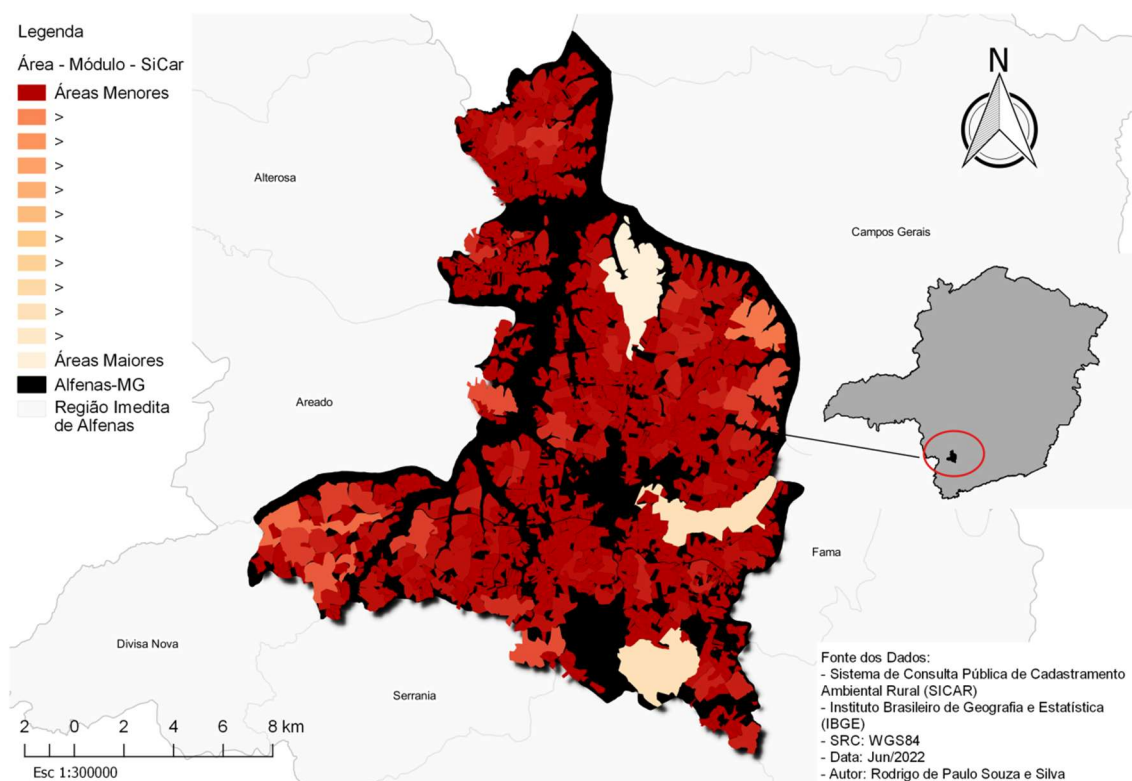 Legenda
Área - Módulo - SiCar
Áreas Menores
>
>
>
>
>
>
>
>
>
>
Áreas Maiores
Alfenas-MG
Região Imedita
de Alfenas
N
Alterosa
Campos Gerais
Areado
Fama
Divisa Nova
Serrania
2 0 2 4 6 8 km
Esc 1:300000
Fonte dos Dados:
- Sistema de Consulta Pública de Cadastramento
Ambiental Rural (SICAR)
- Instituto Brasileiro de Geografia e Estatística
(IBGE)
- SRC: WGS84
- Data: Jun/2022
- Autor: Rodrigo de Paulo Souza e Silva